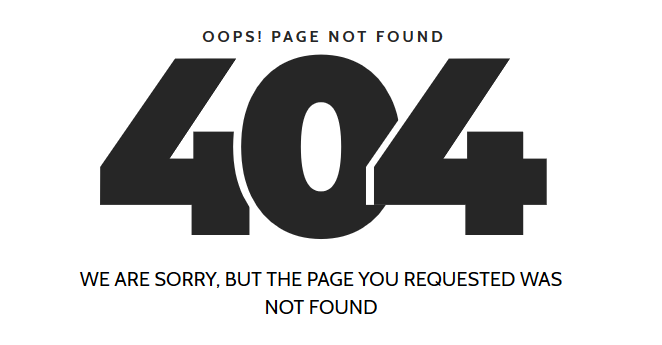 OOPS! PAGE NOT FOUND
404
WE ARE SORRY, BUT THE PAGE YOU REQUESTED WAS
NOT FOUND